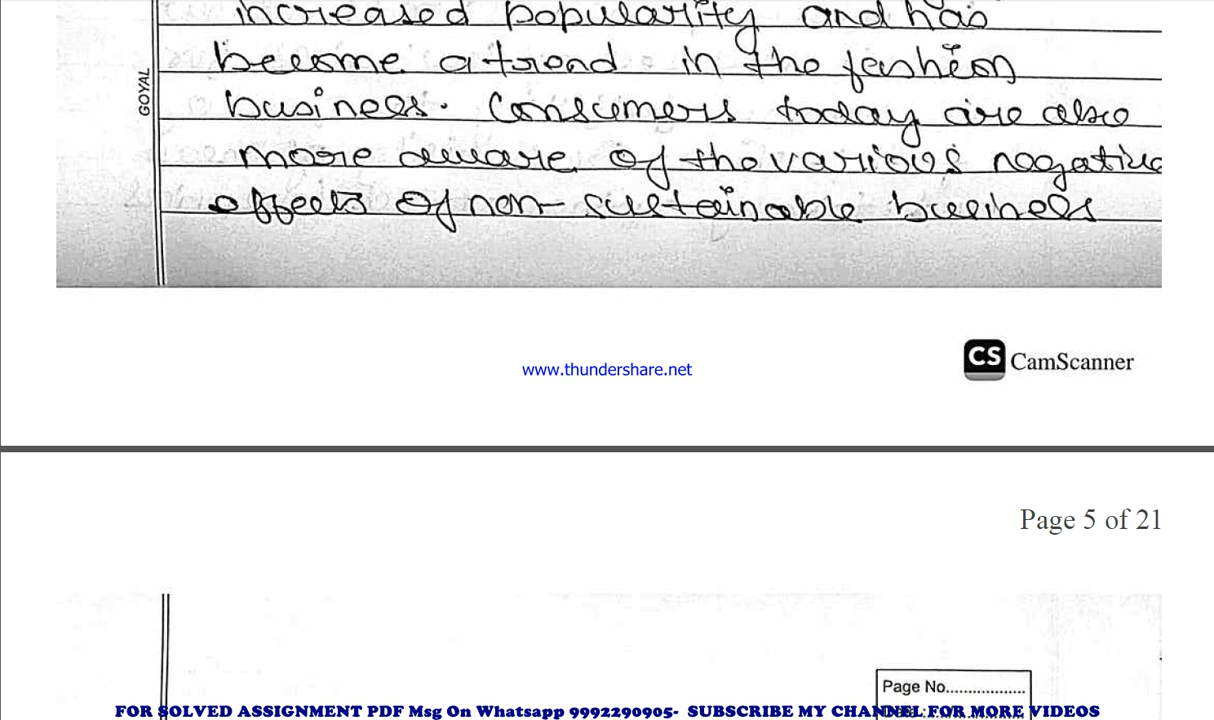 increased popularity and has
become a trend in the fashion
GOYAL
business. Consumers today are also
more aware of the various negative
effects of non-sustainable business
www.thundershare.net
CS CamScanner
Page 5 of 21
Page No..................
FOR SOLVED ASSIGNMENT PDF Msg On Whatsapp 9992290905- SUBSCRIBE MY CHANNEL FOR MORE VIDEOS